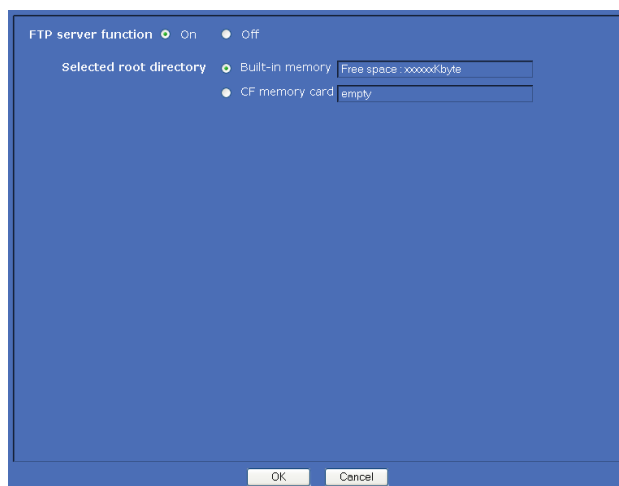 FTP server function On Off
Selected root directory Built-in memory Free space : xxxxxxKbyte
CF memory card empty
OK Cancel